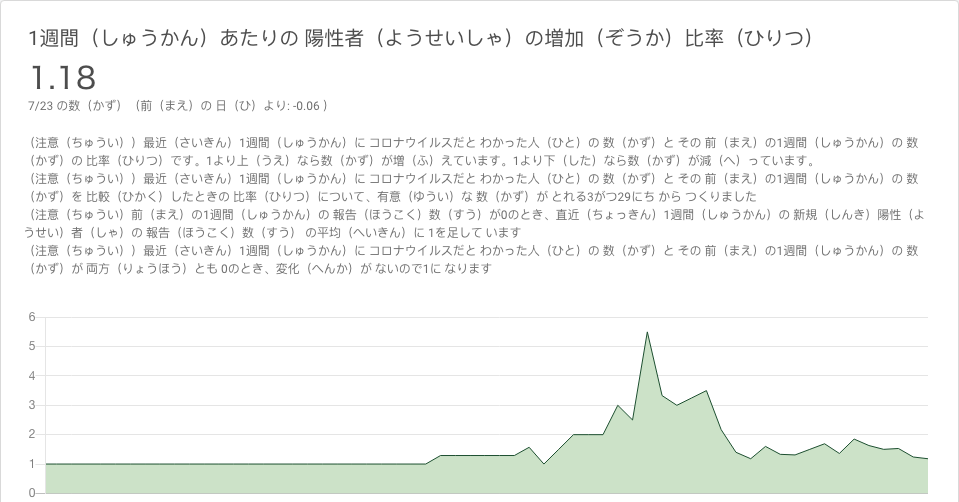 1週間（しゅうかん）あたりの 陽性者（ようせいしゃ）の増加（ぞうか）比率（ひりつ）
1.18
7/23 の数（かず）（前（まえ）の 日（ひ）より: -0.06 ）
（注意（ちゅうい））最近（さいきん）1週間（しゅうかん）に コロナウイルスだと わかった人（ひと）の 数（かず）と その 前（まえ）の1週間（しゅうかん）の 数
（かず）の 比率（ひりつ）です。1より上（うえ）なら数（かず）が増（ふ）えています。1より下（した）なら数（かず）が減（へ）っています。
（注意（ちゅうい））最近（さいきん）1週間（しゅうかん）に コロナウイルスだと わかった人（ひと）の 数（かず）と その 前（まえ）の1週間（しゅうかん）の 数
（かず）を 比較（ひかく）したときの 比率（ひりつ）について、有意（ゆうい）な 数（かず）が とれる3がつ29にち から つくりました
（注意（ちゅうい）前（まえ）の1週間（しゅうかん）の 報告（ほうこく）数（すう）が0のとき、直近（ちょっきん）1週間（しゅうかん）の 新規（しんき）陽性（よ
うせい）者（しゃ）の 報告（ほうこく）数（すう） の平均（へいきん）に 1を足して います
（注意（ちゅうい））最近（さいきん）1週間（しゅうかん）に コロナウイルスだと わかった人（ひと）の 数（かず）と その 前（まえ）の1週間（しゅうかん）の 数
（かず）が 両方（りょうほう）とも 0のとき、変化（へんか）が ないので1に なります
6
5
4
3
2
1
0